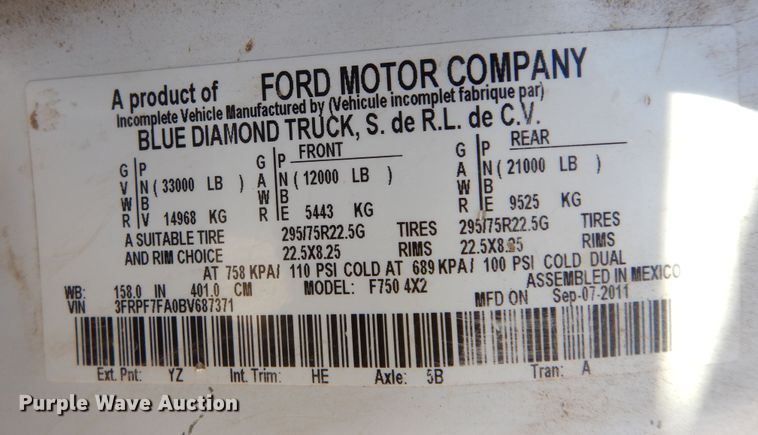 A product of FORD MOTOR COMPANY
Incomplete Vehicle Manufactured by (Vehicule incomplet fabrique par)
BLUE DIAMOND TRUCK, S. de R.L. de C.V.
FRONT REAR
G P G P G P
V N ( 33000 LB ) A N ( 12000 LB ) A N ( 21000 LB )
W B W B W B
R V 14968 KG R E 5443 KG R E 9525 KG
A SUITABLE TIRE 295/75R22.5G TIRES 295/75R22.5G TIRES
AND RIM CHOICE 22.5X8.25 RIMS 22.5X8.25 RIMS
AT 758 KPA/ 110 PSI COLD AT 689 KPA/ 100 PSI COLD DUAL
WB: 158.0 IN 401.0 CM MODEL: F750 4X2 ASSEMBLED IN MEXICO
VIN 3FRPF7FA0BV687371 MFD ON Sep-07-2011
Ext. Pnt: YZ Int. Trim: HE Axle: 5B Tran: A
Purple Wave Auction